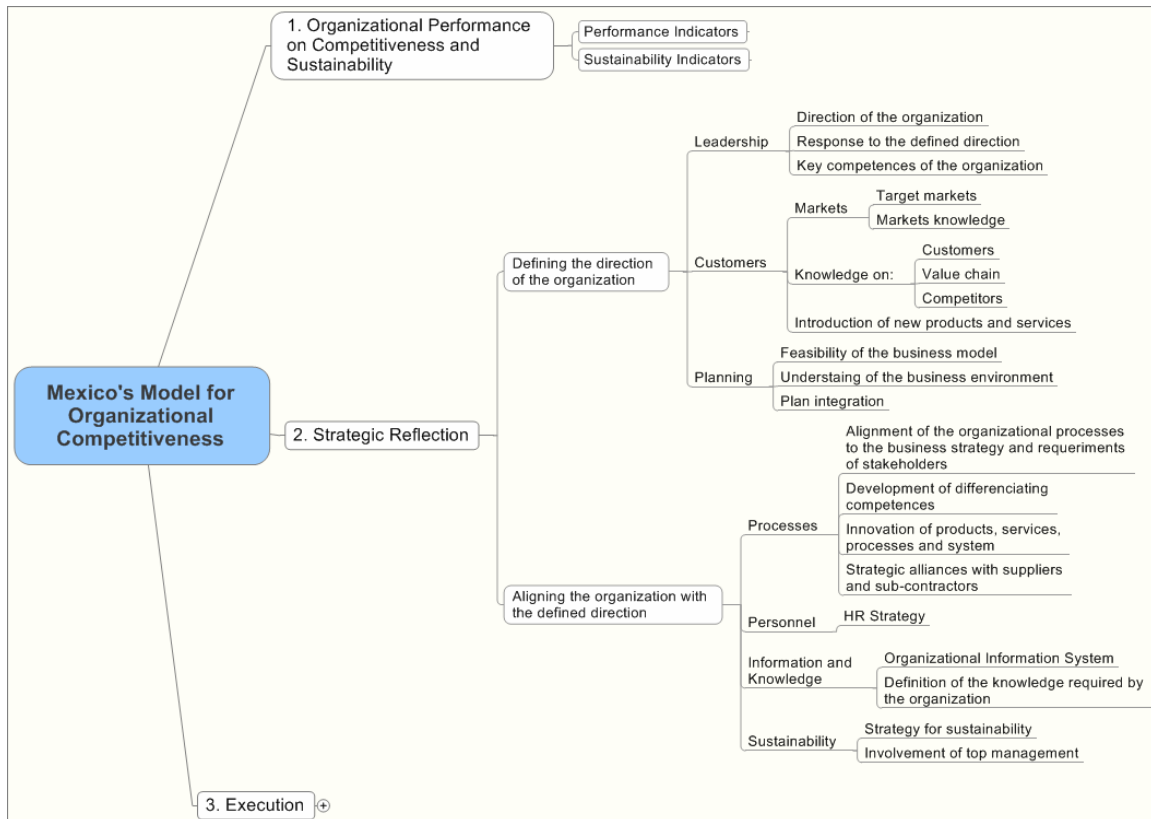 1. Organizational Performance
on Competitiveness and
Sustainability
Performance Indicators
Sustainability Indicators
Leadership
Direction of the organization
Response to the defined direction
Key competences of the organization
Defining the direction
of the organization
Customers
Markets
Target markets
Markets knowledge
Knowledge on:
Customers
Value chain
Competitors
Introduction of new products and services
Planning
Feasibility of the business model
Understaing of the business environment
Plan integration
Mexico's Model for
Organizational
Competitiveness
2. Strategic Reflection
Aligning the organization with
the defined direction
Processes
Alignment of the organizational processes
to the business strategy and requeriments
of stakeholders
Development of differenciating
competences
Innovation of products, services,
processes and system
Strategic alliances with suppliers
and sub-contractors
Personnel
HR Strategy
Information and
Knowledge
Organizational Information System
Definition of the knowledge required by
the organization
Sustainability
Strategy for sustainability
Involvement of top management
3. Execution